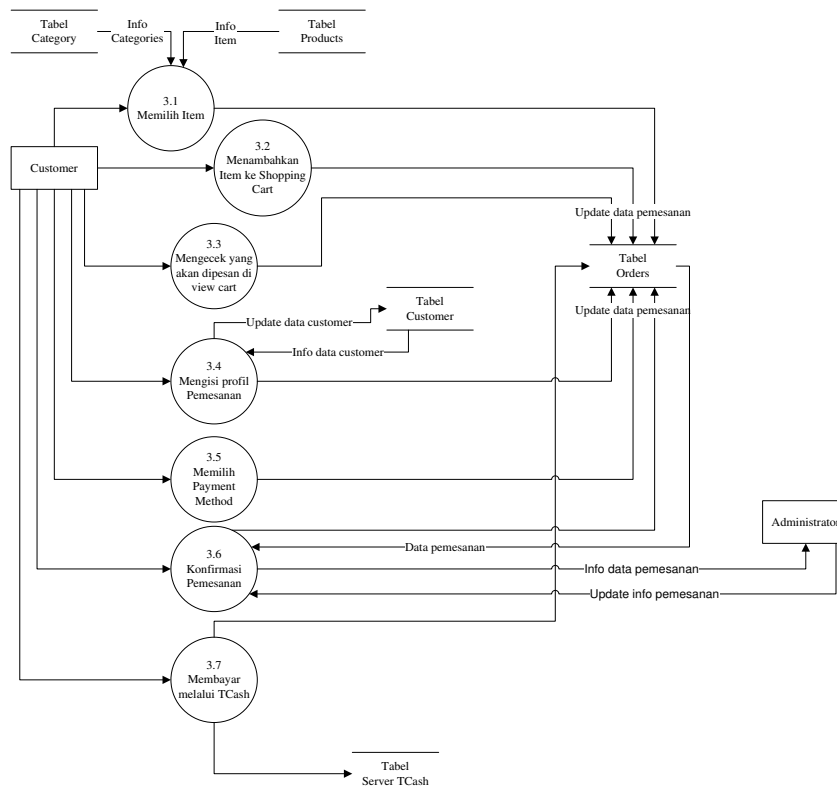 Tabel
Category
Info
Categories
Info
Item
Tabel
Products
3.1
Memilih Item
Customer
3.2
Menambahkan
Item ke Shopping
Cart
Update data pemesanan
3.3
Mengecek yang
akan dipesan di
view cart
Tabel
Orders
Tabel
Customer
Update data customer
Update data pemesanan
Info data customer
3.4
Mengisi profil
Pemesanan
3.5
Memilih
Payment
Method
Administrator
3.6
Konfirmasi
Pemesanan
Data pemesanan
Info data pemesanan
Update info pemesanan
3.7
Membayar
melalui TCash
Tabel
Server TCash